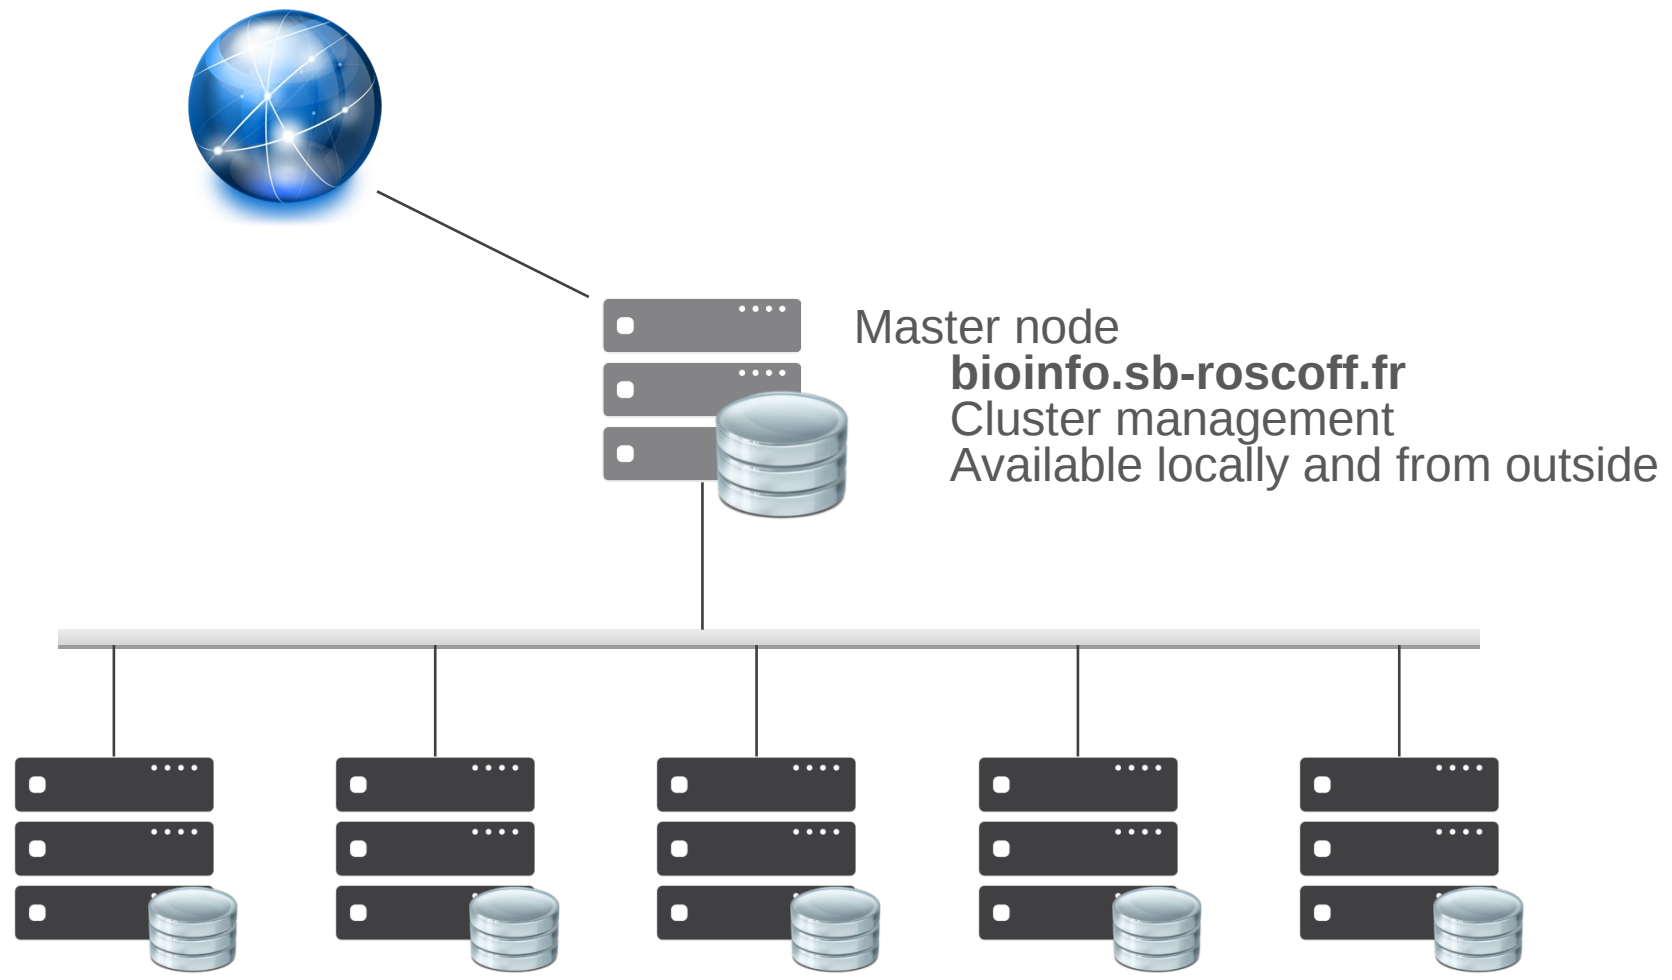 Master node
bioinfo.sb-roscoff.fr
Cluster management
Available locally and from outside